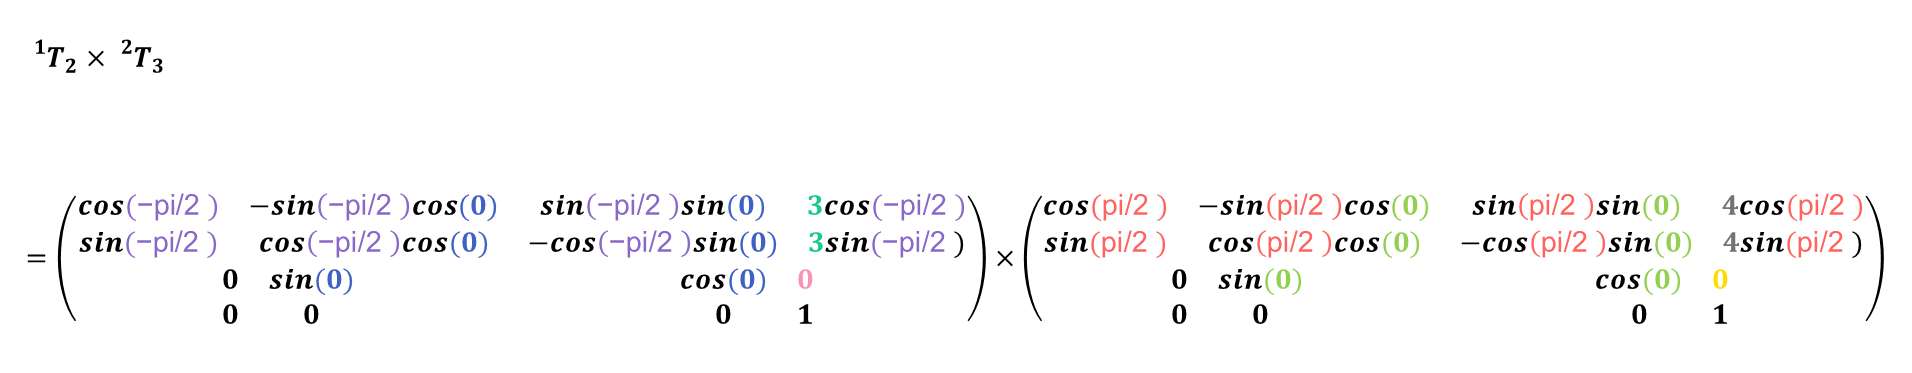 ¹T₂ × ²T₃
= ( cos(−pi/2 ) −sin(−pi/2 )cos(0) sin(−pi/2 )sin(0) 3cos(−pi/2 ) ) × ( cos(pi/2 ) −sin(pi/2 )cos(0) sin(pi/2 )sin(0) 4cos(pi/2 ) )
sin(−pi/2 ) cos(−pi/2 )cos(0) −cos(−pi/2 )sin(0) 3sin(−pi/2 ) sin(pi/2 ) cos(pi/2 )cos(0) −cos(pi/2 )sin(0) 4sin(pi/2 )
0 sin(0) cos(0) 0 0 sin(0) cos(0) 0
0 0 0 1 0 0 0 1